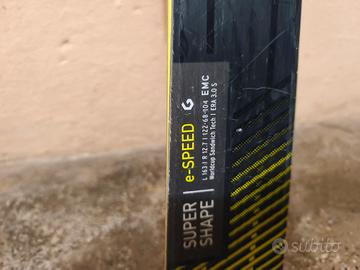 SUPER
SHAPE
e-SPEED
L 163 / R 12.7 / 122-68-104 EMC
Worldcup Sandwich Tech | ERA 3.0 S
subito